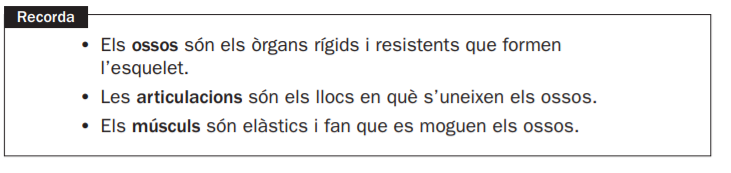 Recorda
• Els ossos són els òrgans rígids i resistents que formen
l'esquelet.
• Les articulacions són els llocs en què s'uneixen els ossos.
• Els músculs són elàstics i fan que es moguen els ossos.